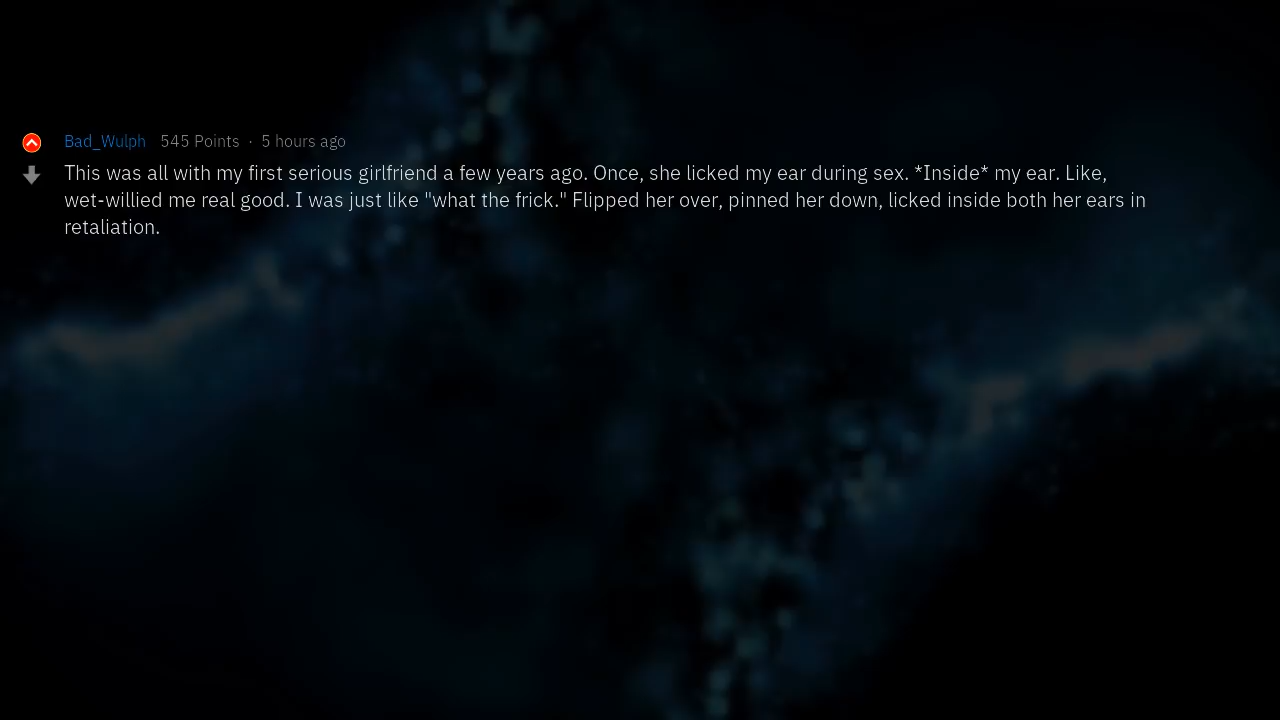 Bad_Wulph 545 Points · 5 hours ago
This was all with my first serious girlfriend a few years ago. Once, she licked my ear during sex. *Inside* my ear. Like,
wet-willied me real good. I was just like "what the frick." Flipped her over, pinned her down, licked inside both her ears in
retaliation.